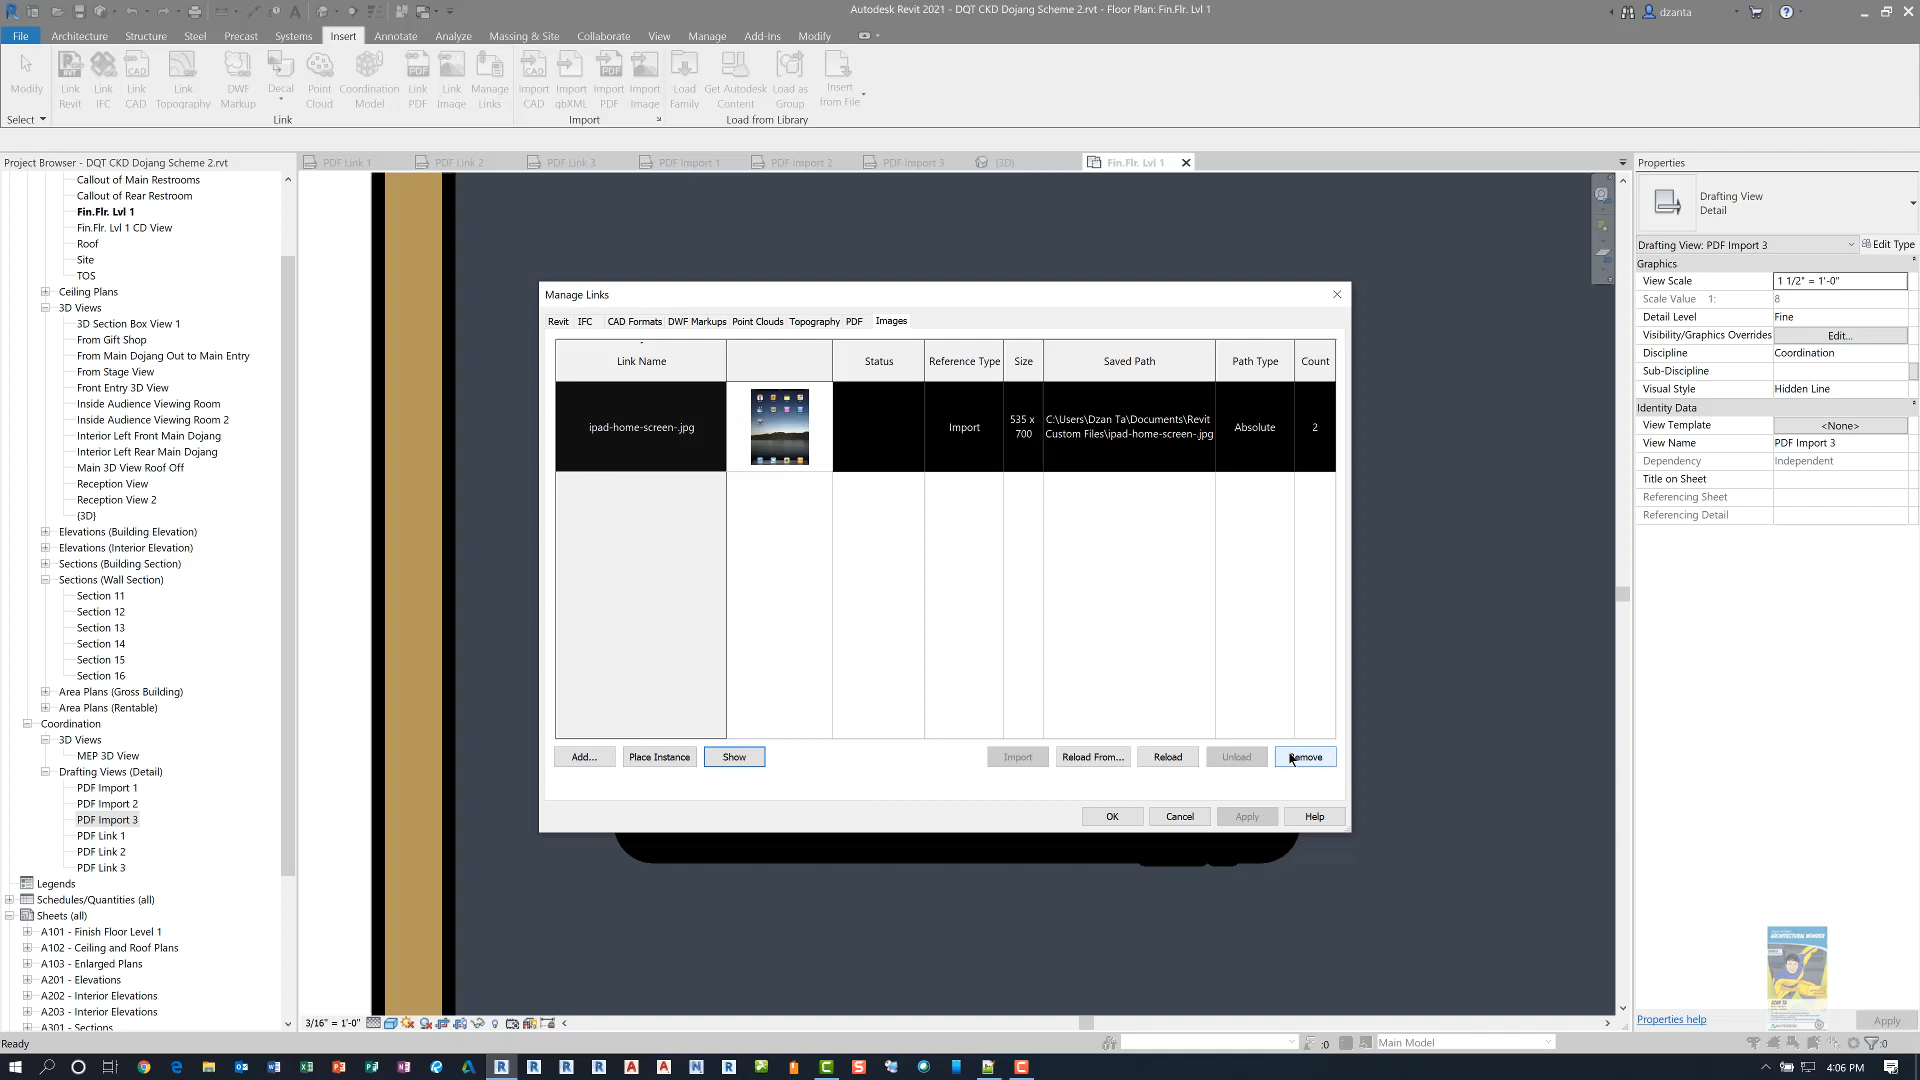 Autodesk Revit 2021 - DQT CKD Dojang Scheme 2.rvt - Floor Plan: Fin.Flr. Lvl 1
dzanta
File Architecture Structure Steel Precast Systems Insert Annotate Analyze Massing & Site Collaborate View Manage Add-Ins Modify
Modify
Link Revit
Link IFC
Link CAD
Link Topography
DWF Markup
Decal
Point Cloud
Coordination Model
Link PDF
Link Image
Manage Links
Import CAD
Import gbXML
Import PDF
Import Image
Load Family
Get Autodesk Content
Load as Group
Insert from File
Select
Link
Import
Load from Library
Project Browser - DQT CKD Dojang Scheme 2.rvt
PDF Link 1
PDF Link 2
PDF Link 3
PDF Import 1
PDF Import 2
PDF Import 3
{3D}
Fin.Flr. Lvl 1
Callout of Main Restrooms
Callout of Rear Restroom
Fin.Flr. Lvl 1
Fin.Flr. Lvl 1 CD View
Roof
Site
TOS
Ceiling Plans
3D Views
3D Section Box View 1
From Gift Shop
From Main Dojang Out to Main Entry
From Stage View
Front Entry 3D View
Inside Audience Viewing Room
Inside Audience Viewing Room 2
Interior Left Front Main Dojang
Interior Left Rear Main Dojang
Main 3D View Roof Off
Reception View
Reception View 2
{3D}
Elevations (Building Elevation)
Elevations (Interior Elevation)
Sections (Building Section)
Sections (Wall Section)
Section 11
Section 12
Section 13
Section 14
Section 15
Section 16
Area Plans (Gross Building)
Area Plans (Rentable)
Coordination
3D Views
MEP 3D View
Drafting Views (Detail)
PDF Import 1
PDF Import 2
PDF Import 3
PDF Link 1
PDF Link 2
PDF Link 3
Legends
Schedules/Quantities (all)
Sheets (all)
A101 - Finish Floor Level 1
A102 - Ceiling and Roof Plans
A103 - Enlarged Plans
A201 - Elevations
A202 - Interior Elevations
A203 - Interior Elevations
A301 - Sections
Manage Links
Revit IFC CAD Formats DWF Markups Point Clouds Topography PDF Images
Link Name Status Reference Type Size Saved Path Path Type Count
ipad-home-screen-.jpg Import 535 x 700 C:\Users\Dzan Ta\Documents\Revit Custom Files\ipad-home-screen-.jpg Absolute 2
Add... Place Instance Show Import Reload From... Reload Unload Remove
OK Cancel Apply Help
Properties
Drafting View
Detail
Drafting View: PDF Import 3 Edit Type
Graphics
View Scale 1 1/2" = 1'-0"
Scale Value 1: 8
Detail Level Fine
Visibility/Graphics Overrides Edit...
Discipline Coordination
Sub-Discipline
Visual Style Hidden Line
Identity Data
View Template <None>
View Name PDF Import 3
Dependency Independent
Title on Sheet
Referencing Sheet
Referencing Detail
ARCHITECTURAL WONDER
DZAN TA
AUTODESK
Properties help Apply
3/16" = 1'-0"
Ready
:0
Main Model
:0
4:06 PM